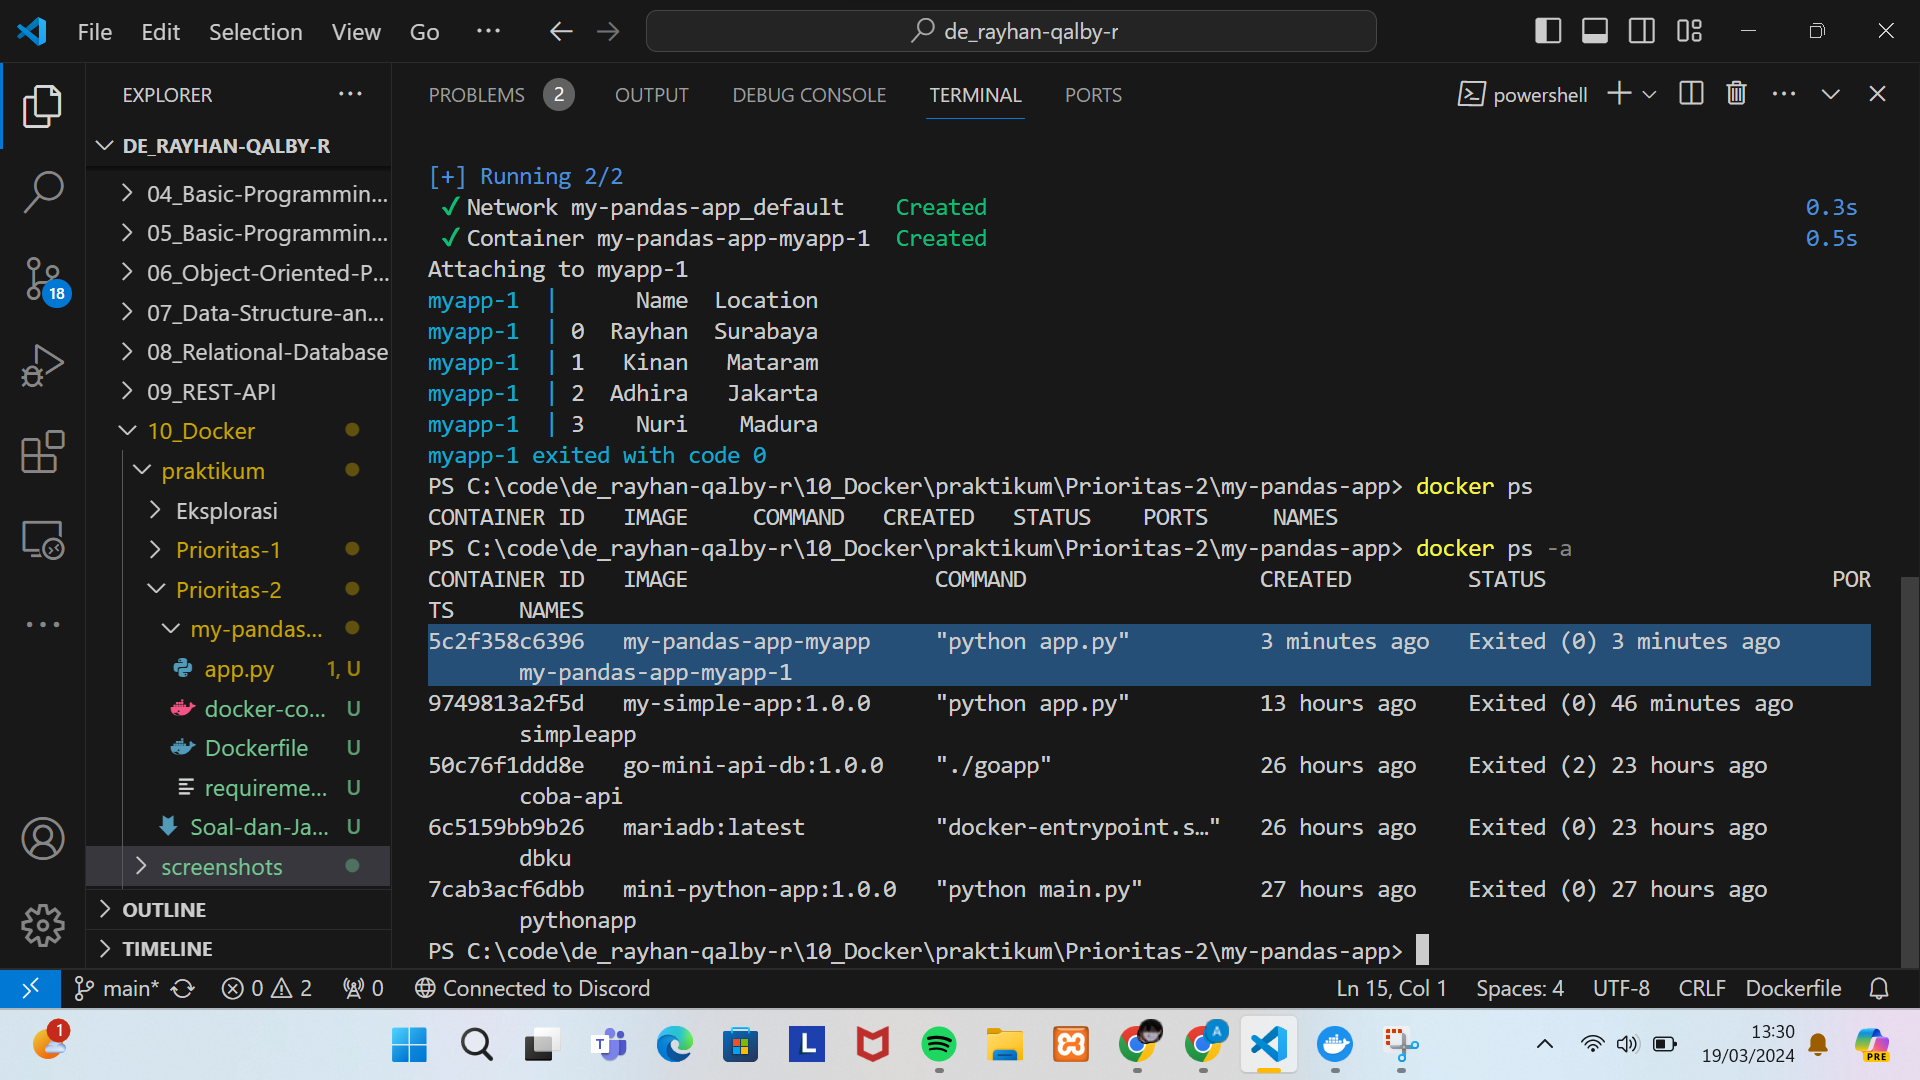 File Edit Selection View Go ··· de_rayhan-qalby-r
EXPLORER ···
DE_RAYHAN-QALBY-R
04_Basic-Programmin...
05_Basic-Programmin...
06_Object-Oriented-P...
07_Data-Structure-an...
08_Relational-Database
09_REST-API
10_Docker
praktikum
Eksplorasi
Prioritas-1
Prioritas-2
my-pandas...
app.py 1, U
docker-co... U
Dockerfile U
requireme... U
Soal-dan-Ja... U
screenshots
OUTLINE
TIMELINE
18
PROBLEMS 2 OUTPUT DEBUG CONSOLE TERMINAL PORTS powershell ···
[+] Running 2/2
✓ Network my-pandas-app_default Created 0.3s
✓ Container my-pandas-app-myapp-1 Created 0.5s
Attaching to myapp-1
myapp-1 | Name Location
myapp-1 | 0 Rayhan Surabaya
myapp-1 | 1 Kinan Mataram
myapp-1 | 2 Adhira Jakarta
myapp-1 | 3 Nuri Madura
myapp-1 exited with code 0
PS C:\code\de_rayhan-qalby-r\10_Docker\praktikum\Prioritas-2\my-pandas-app> docker ps
CONTAINER ID IMAGE COMMAND CREATED STATUS PORTS NAMES
PS C:\code\de_rayhan-qalby-r\10_Docker\praktikum\Prioritas-2\my-pandas-app> docker ps -a
CONTAINER ID IMAGE COMMAND CREATED STATUS POR
TS NAMES
5c2f358c6396 my-pandas-app-myapp "python app.py" 3 minutes ago Exited (0) 3 minutes ago
my-pandas-app-myapp-1
9749813a2f5d my-simple-app:1.0.0 "python app.py" 13 hours ago Exited (0) 46 minutes ago
simpleapp
50c76f1ddd8e go-mini-api-db:1.0.0 "./goapp" 26 hours ago Exited (2) 23 hours ago
coba-api
6c5159bb9b26 mariadb:latest "docker-entrypoint.s…" 26 hours ago Exited (0) 23 hours ago
dbku
7cab3acf6dbb mini-python-app:1.0.0 "python main.py" 27 hours ago Exited (0) 27 hours ago
pythonapp
PS C:\code\de_rayhan-qalby-r\10_Docker\praktikum\Prioritas-2\my-pandas-app>
main* 0 2 0 Connected to Discord Ln 15, Col 1 Spaces: 4 UTF-8 CRLF Dockerfile
1 T L A 13:30
19/03/2024 PRE